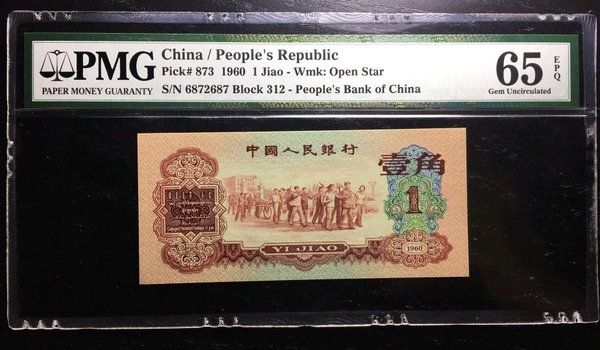 PMG
PAPER MONEY GUARANTY
China / People's Republic
Pick# 873 1960 1 Jiao - Wmk: Open Star
S/N 6872687 Block 312 - People's Bank of China
65 EPQ
Gem Uncirculated
中國人民銀行
壹角
1
YI JIAO
1960